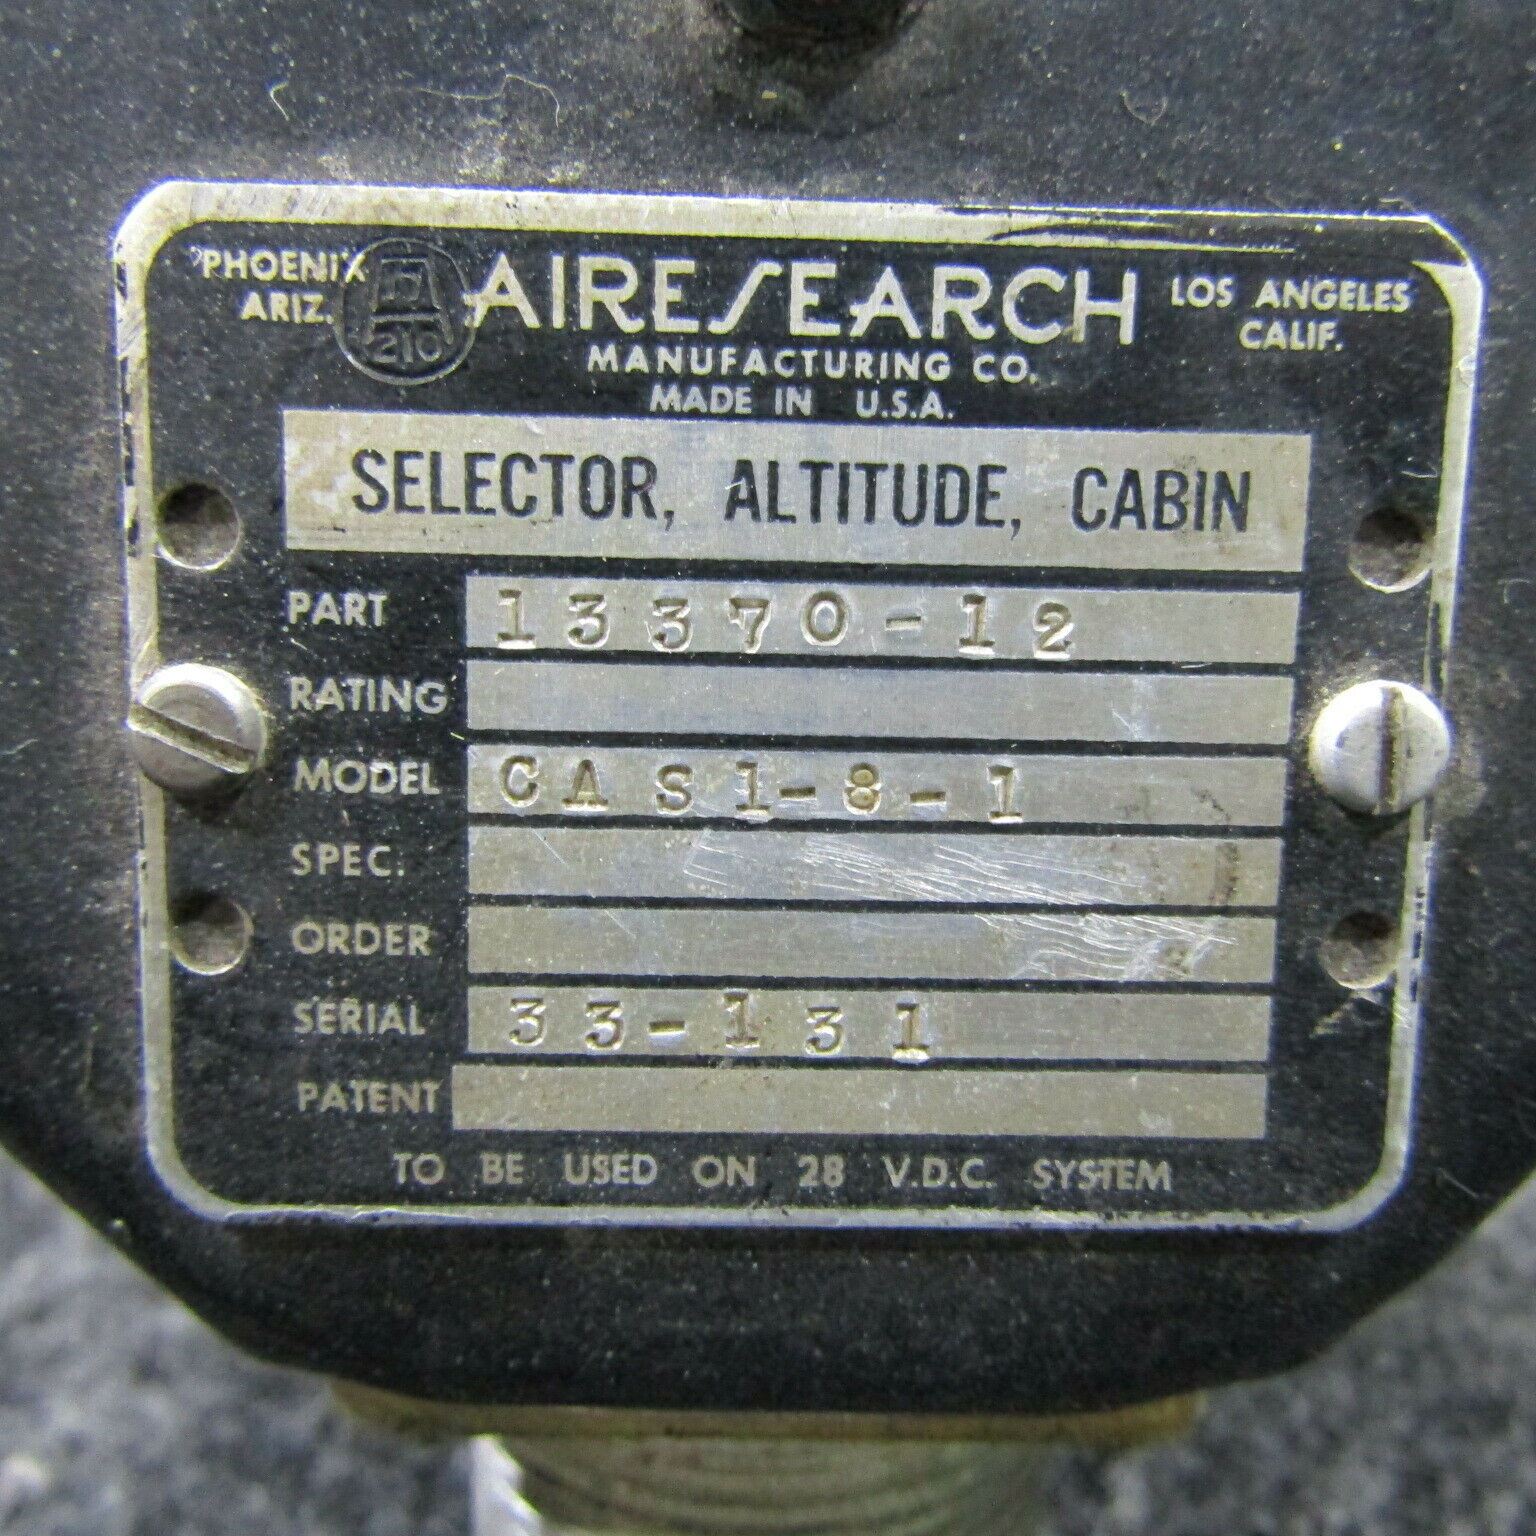 PHOENIX
ARIZ.
210
AIRESEARCH
MANUFACTURING CO.
MADE IN U.S.A.
LOS ANGELES
CALIF.
SELECTOR, ALTITUDE, CABIN
PART 13370-12
RATING
MODEL CAS1-8-1
SPEC.
ORDER
SERIAL 33-131
PATENT
TO BE USED ON 28 V.D.C. SYSTEM